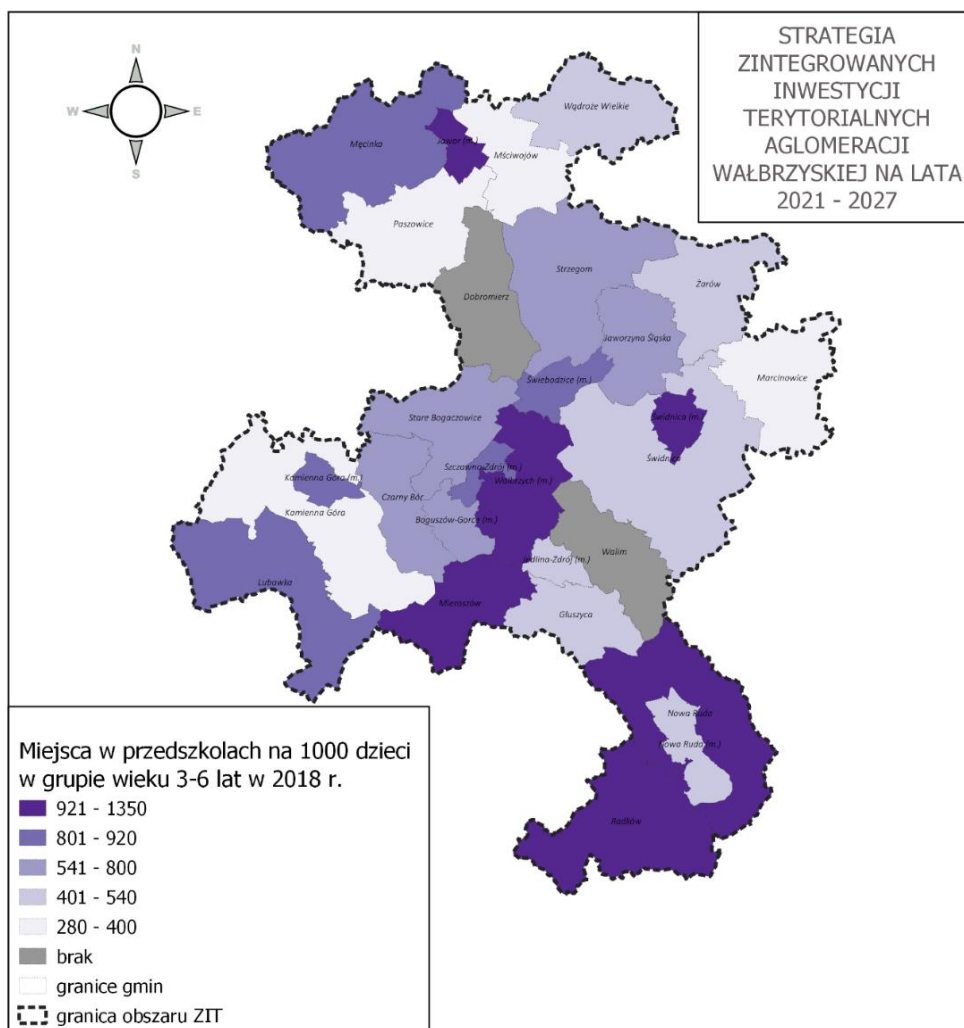 STRATEGIA
ZINTEGROWANYCH
INWESTYCJI
TERYTORIALNYCH
AGLOMERACJI
WAŁBRZYSKIEJ NA LATA
2021 - 2027
N
W
E
S
Wądroże Wielkie
Męcinka
Jawor (m.)
Mściwojów
Paszowice
Strzegom
Żarów
Dobromierz
Jaworzyna Śląska
Marcinowice
Świebodzice (m.)
Stare Bogaczowice
Świdnica (m.)
Świdnica
Szczawno-Zdrój (m.)
Kamienna Góra (m.)
Wałbrzych (m.)
Czarny Bór
Kamienna Góra
Boguszów-Gorce (m.)
Walim
Jedlina-Zdrój (m.)
Lubawka
Mieroszów
Głuszyca
Nowa Ruda
Nowa Ruda (m.)
Radków
Miejsca w przedszkolach na 1000 dzieci
w grupie wieku 3-6 lat w 2018 r.
921 - 1350
801 - 920
541 - 800
401 - 540
280 - 400
brak
granice gmin
granica obszaru ZIT